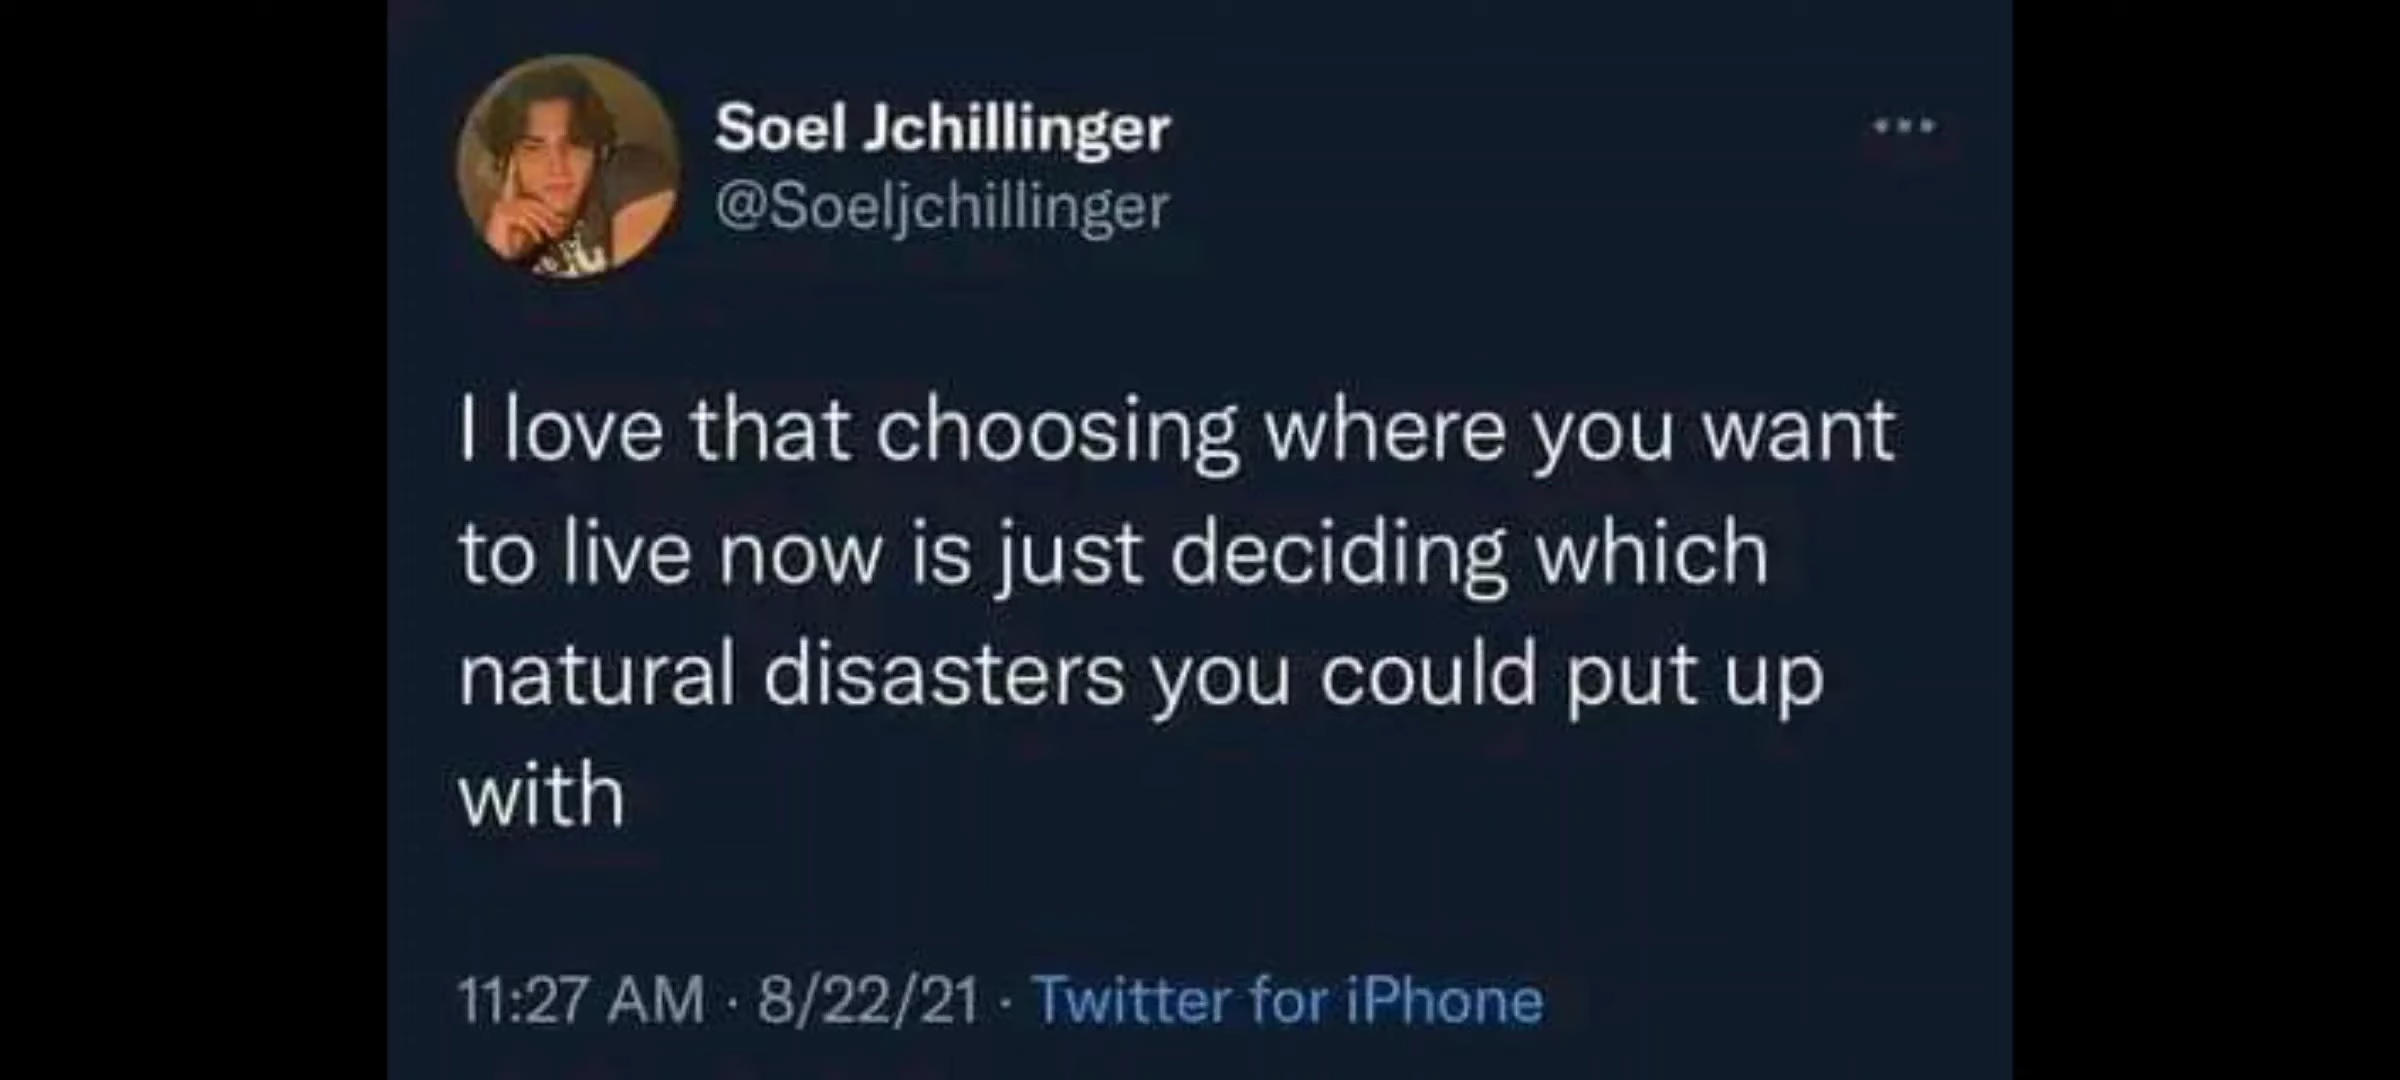 Soel Jchillinger
@Soeljchillinger
I love that choosing where you want
to live now is just deciding which
natural disasters you could put up
with
11:27 AM · 8/22/21 · Twitter for iPhone